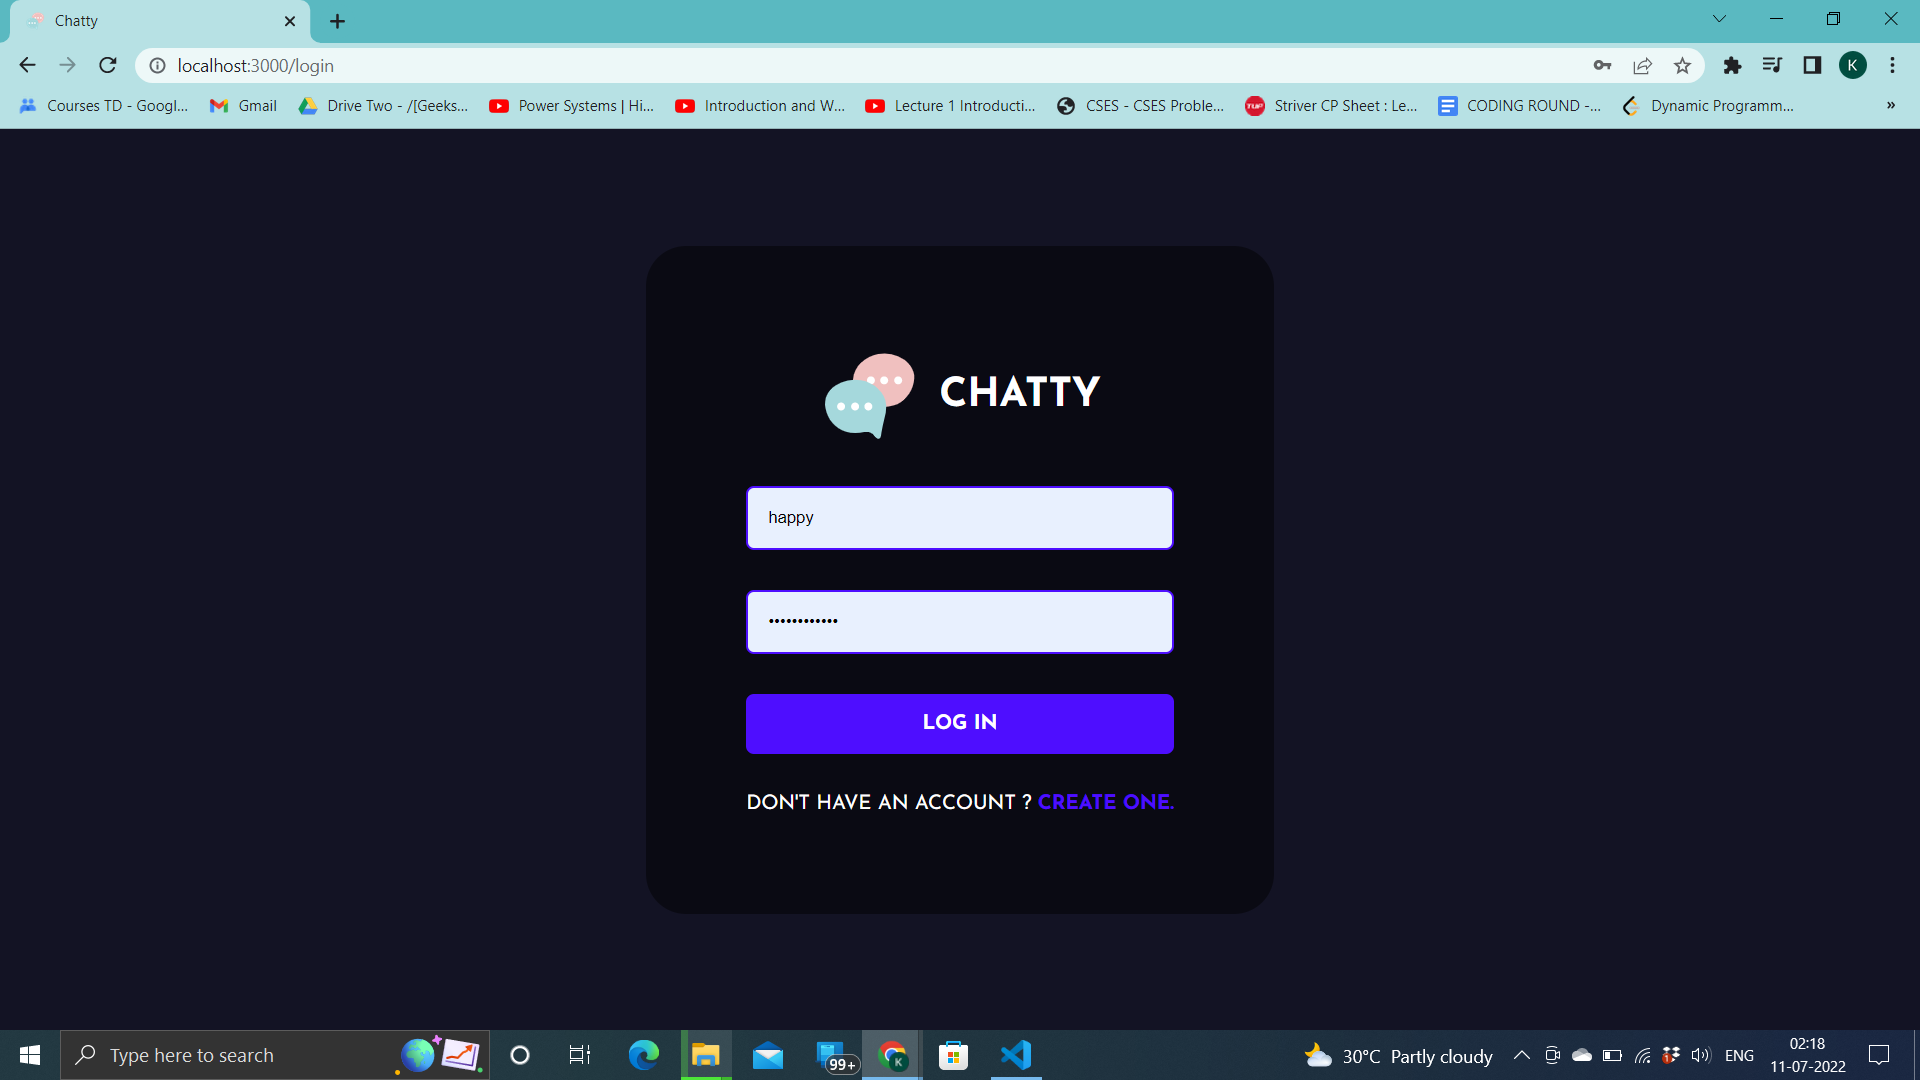 Chatty
localhost:3000/login
K
Courses TD - Googl...
Gmail
Drive Two - /[Geeks...
Power Systems | Hi...
Introduction and W...
Lecture 1 Introducti...
CSES - CSES Proble...
TUF
Striver CP Sheet : Le...
CODING ROUND -...
Dynamic Programm...
»
CHATTY
happy
••••••••••••
LOG IN
DON'T HAVE AN ACCOUNT ? CREATE ONE.
Type here to search
99+
K
30°C Partly cloudy
1
ENG
02:18
11-07-2022